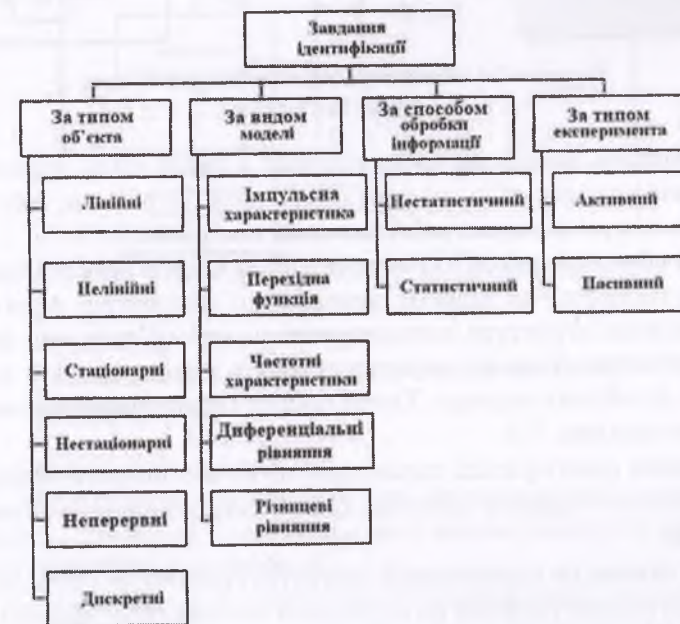 Завдання
ідентифікації
За типом
об'єкта
За видом
моделі
За способом
обробки
інформації
За типом
експеримента
Лінійні
Нелінійні
Стаціонарні
Нестаціонарні
Неперервні
Дискретні
Імпульсна
характеристика
Перехідна
функція
Частотні
характеристики
Диференціальні
рівняння
Різницеві
рівняння
Нестатистичний
Статистичний
Активний
Пасивний